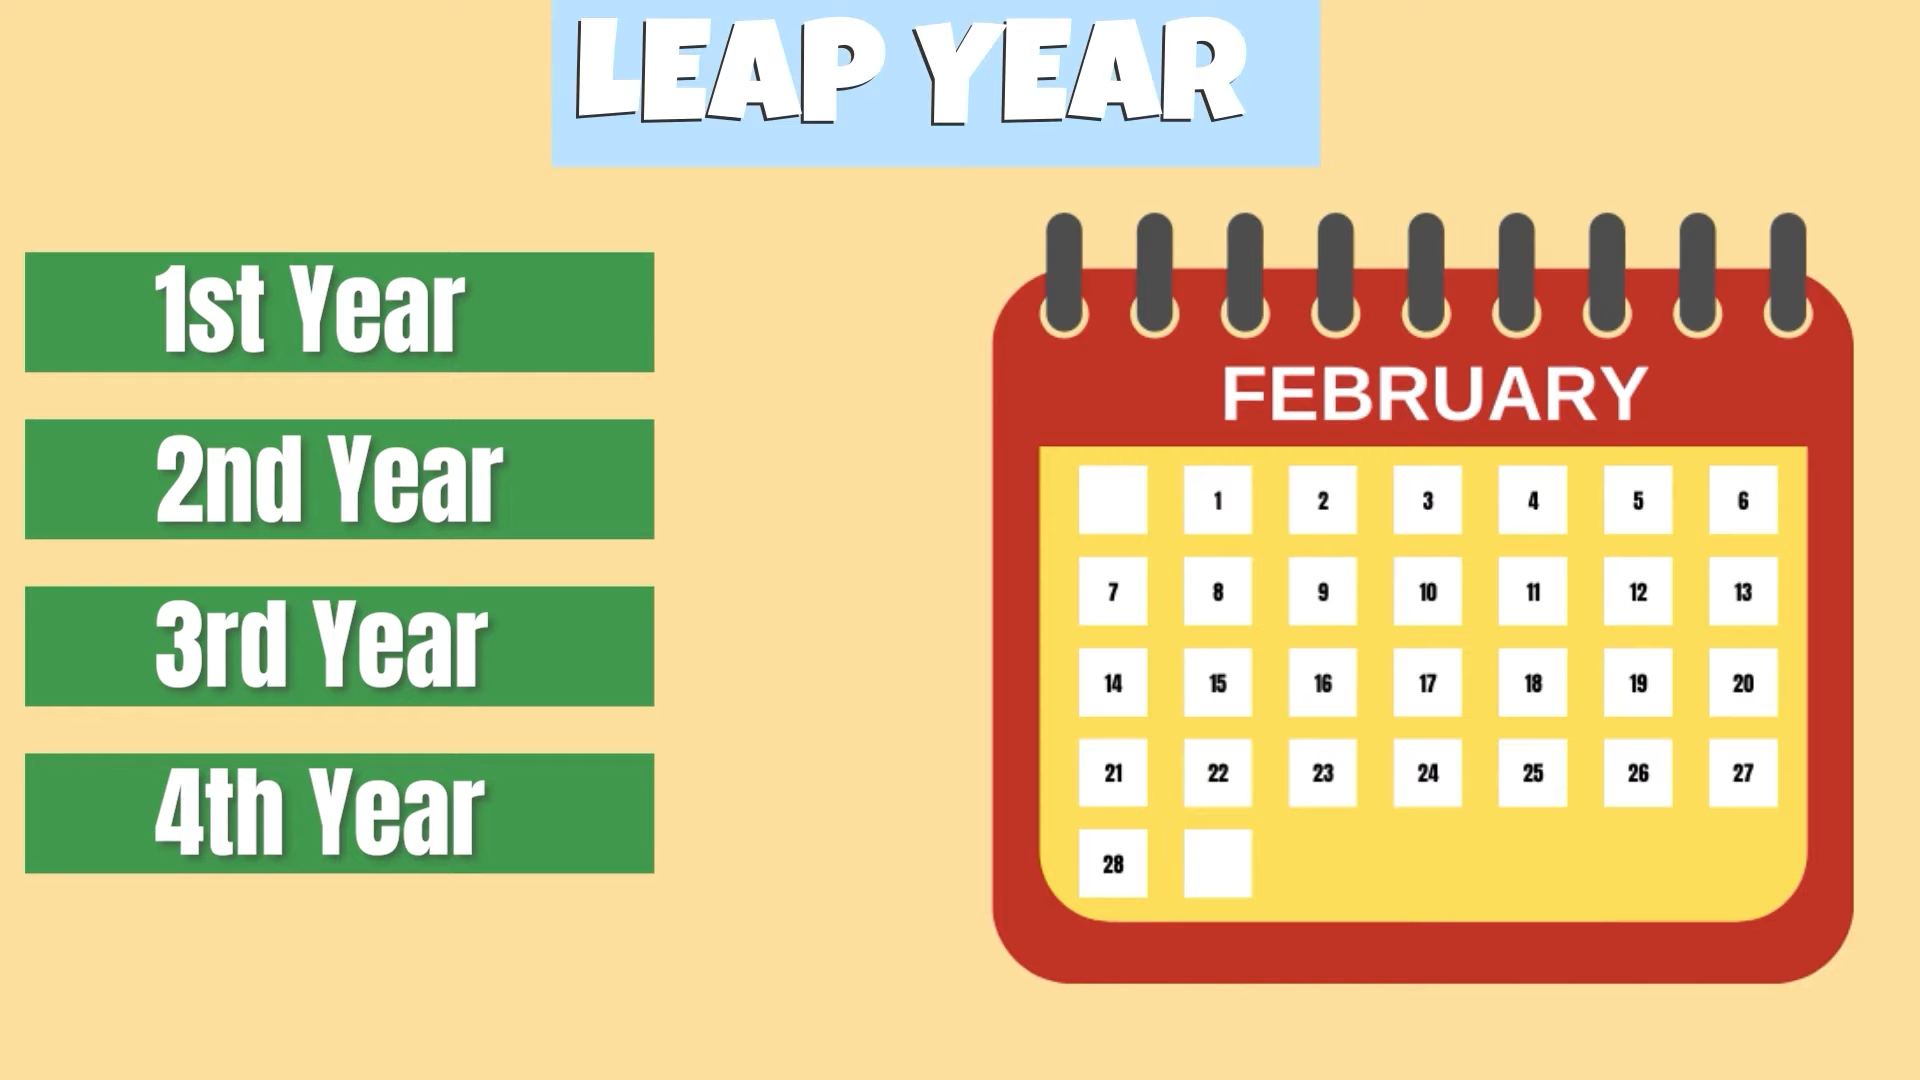 LEAP YEAR
1st Year
2nd Year
3rd Year
4th Year
FEBRUARY
1 2 3 4 5 6
7 8 9 10 11 12 13
14 15 16 17 18 19 20
21 22 23 24 25 26 27
28